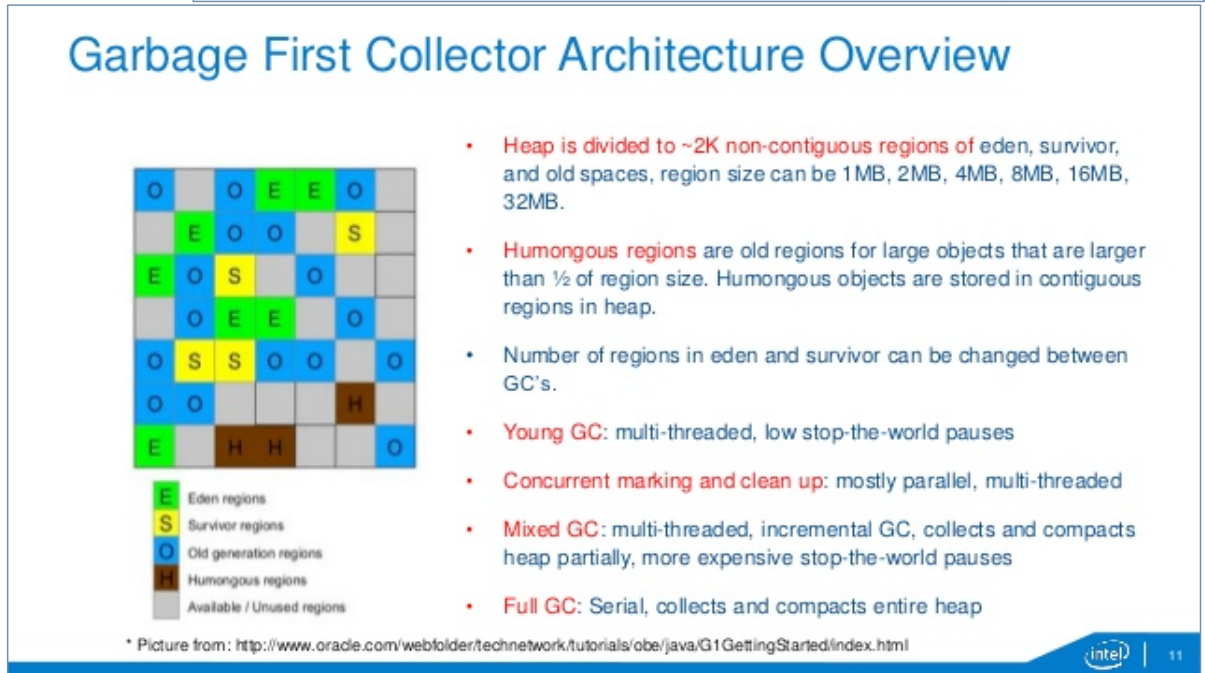 Garbage First Collector Architecture Overview
O O E E O
E O O S
E O S O
O E E O
O S S O O O
O O H
E H H O
E Eden regions
S Survivor regions
O Old generation regions
H Humongous regions
Available / Unused regions
• Heap is divided to ~2K non-contiguous regions of eden, survivor,
and old spaces, region size can be 1MB, 2MB, 4MB, 8MB, 16MB,
32MB.
• Humongous regions are old regions for large objects that are larger
than ½ of region size. Humongous objects are stored in contiguous
regions in heap.
• Number of regions in eden and survivor can be changed between
GC's.
• Young GC: multi-threaded, low stop-the-world pauses
• Concurrent marking and clean up: mostly parallel, multi-threaded
• Mixed GC: multi-threaded, incremental GC, collects and compacts
heap partially, more expensive stop-the-world pauses
• Full GC: Serial, collects and compacts entire heap
* Picture from: http://www.oracle.com/webfolder/technetwork/tutorials/obe/java/G1GettingStarted/index.html
intel
11